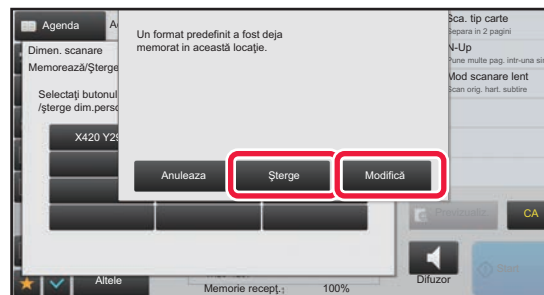 Agenda
A
Sca. tip carte
Separa in 2 pagini
N-Up
Pune multe pag. intr-una sin
Mod scanare lent
Scan orig. hart. subtire
Dimen. scanare
Memorează/Şterge
Selectaţi butonul
/şterge dim.perso
X420 Y29
Un format predefinit a fost deja
memorat în această locaţie.
Anuleaza
Şterge
Modifică
Previzualiz.
CA
Start
Difuzor
Altele
Memorie recepţ.:
100%